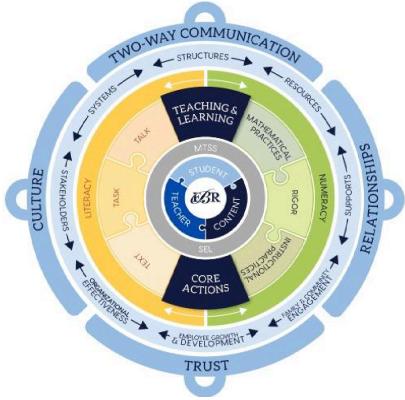 TWO-WAY COMMUNICATION
STRUCTURES
SYSTEMS
RESOURCES
TEACHING &
LEARNING
TALK
MATHEMATICAL
PRACTICES
MTSS
STUDENT
CULTURE
STAKEHOLDERS
LITERACY
TASK
TEACHER
EBR
CONTENT
RIGOR
NUMERACY
SUPPORTS
RELATIONSHIPS
SEL
TEXT
INSTRUCTIONAL
PRACTICES
CORE
ACTIONS
ORGANIZATIONAL
EFFECTIVENESS
FAMILY & COMMUNITY
ENGAGEMENT
EMPLOYEE GROWTH
& DEVELOPMENT
TRUST